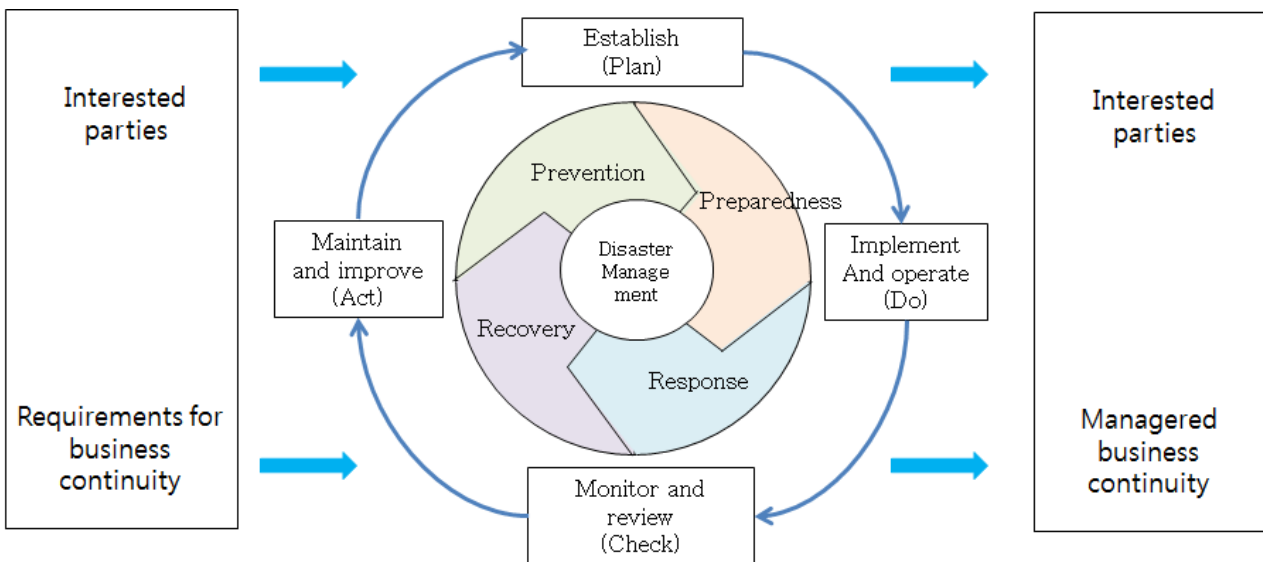 Interested
parties
Requirements for
business
continuity
Establish
(Plan)
Prevention
Preparedness
Maintain
and improve
(Act)
Disaster
Manage
ment
Implement
And operate
(Do)
Recovery
Response
Monitor and
review
(Check)
Interested
parties
Managered
business
continuity